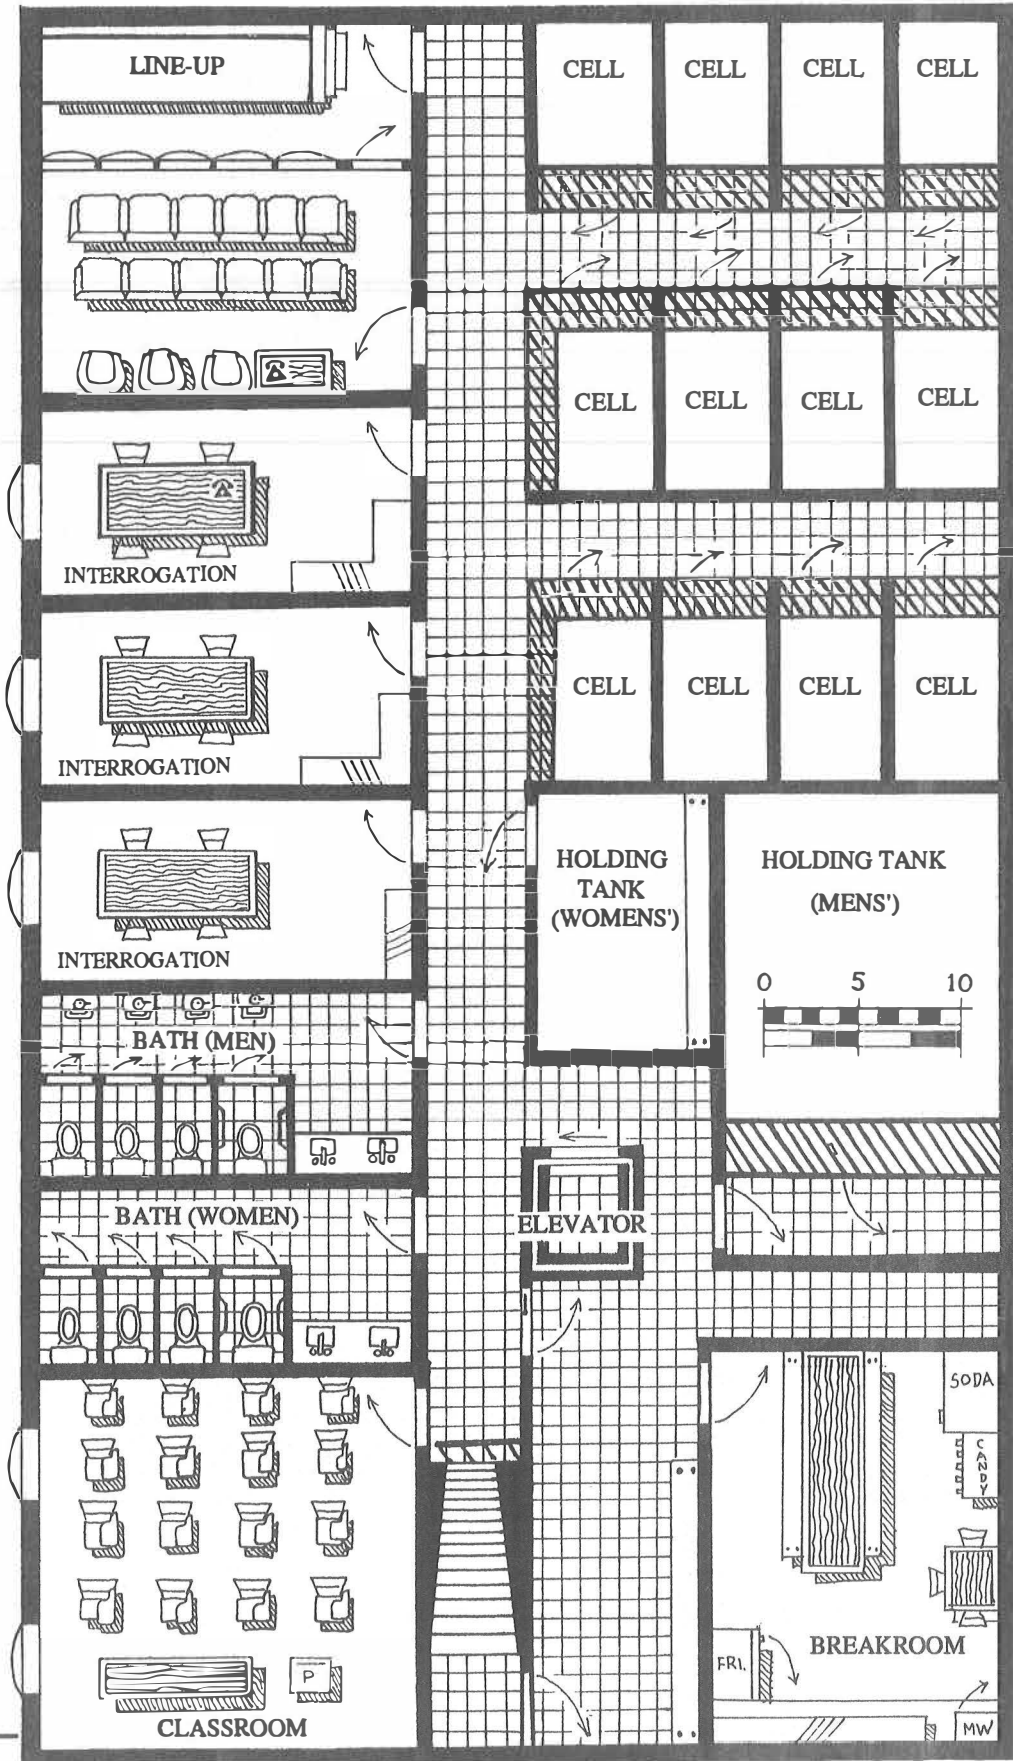 LINE-UP
CELL
CELL
CELL
CELL
CELL
CELL
CELL
CELL
INTERROGATION
CELL
CELL
CELL
CELL
INTERROGATION
HOLDING
TANK
(WOMENS')
HOLDING TANK
(MENS')
INTERROGATION
0 5 10
BATH (MEN)
BATH (WOMEN)
ELEVATOR
SODA
CANDY
BREAKROOM
FRI.
P
CLASSROOM
MW